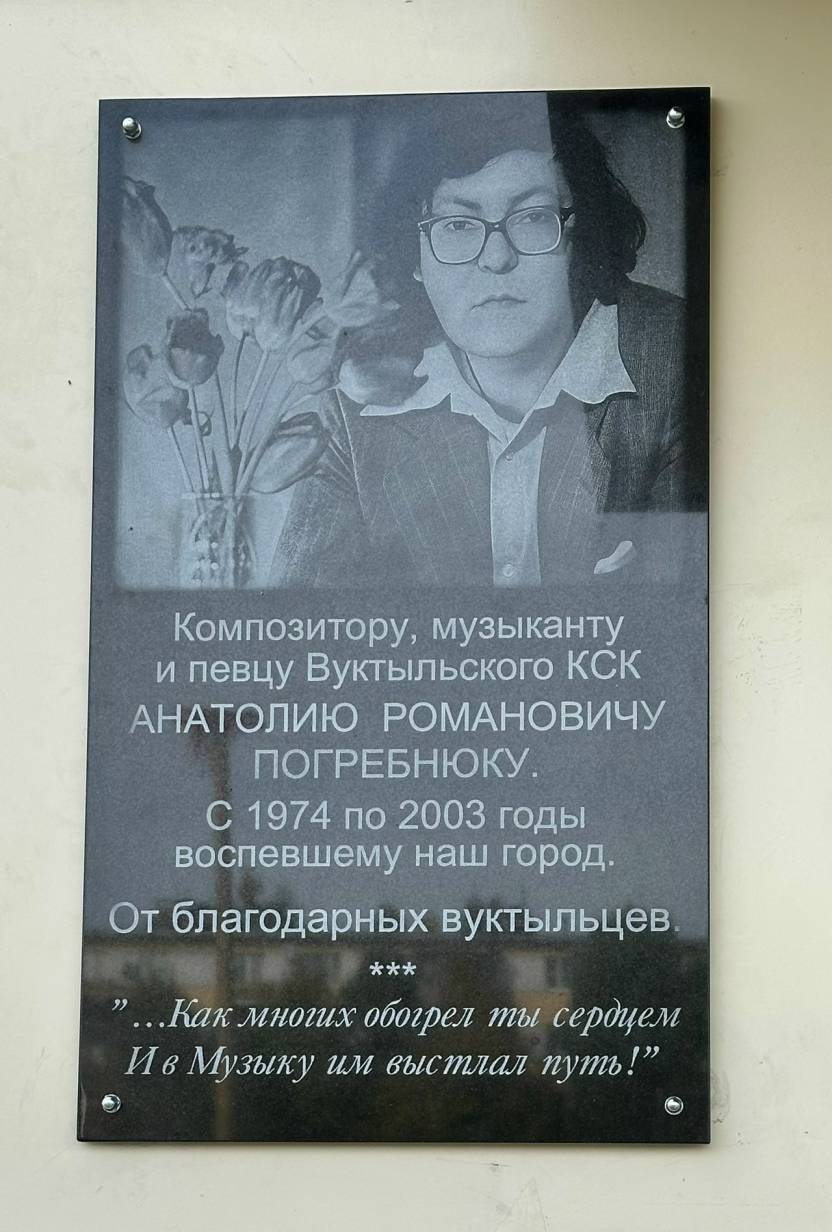 Композитору, музыканту
и певцу Вуктыльского КСК
АНАТОЛИЮ РОМАНОВИЧУ
ПОГРЕБНЮКУ.
С 1974 по 2003 годы
воспевшему наш город.
От благодарных вуктыльцев.
***
"...Как многих обогрел ты сердцем
И в Музыку им выстлал путь!"